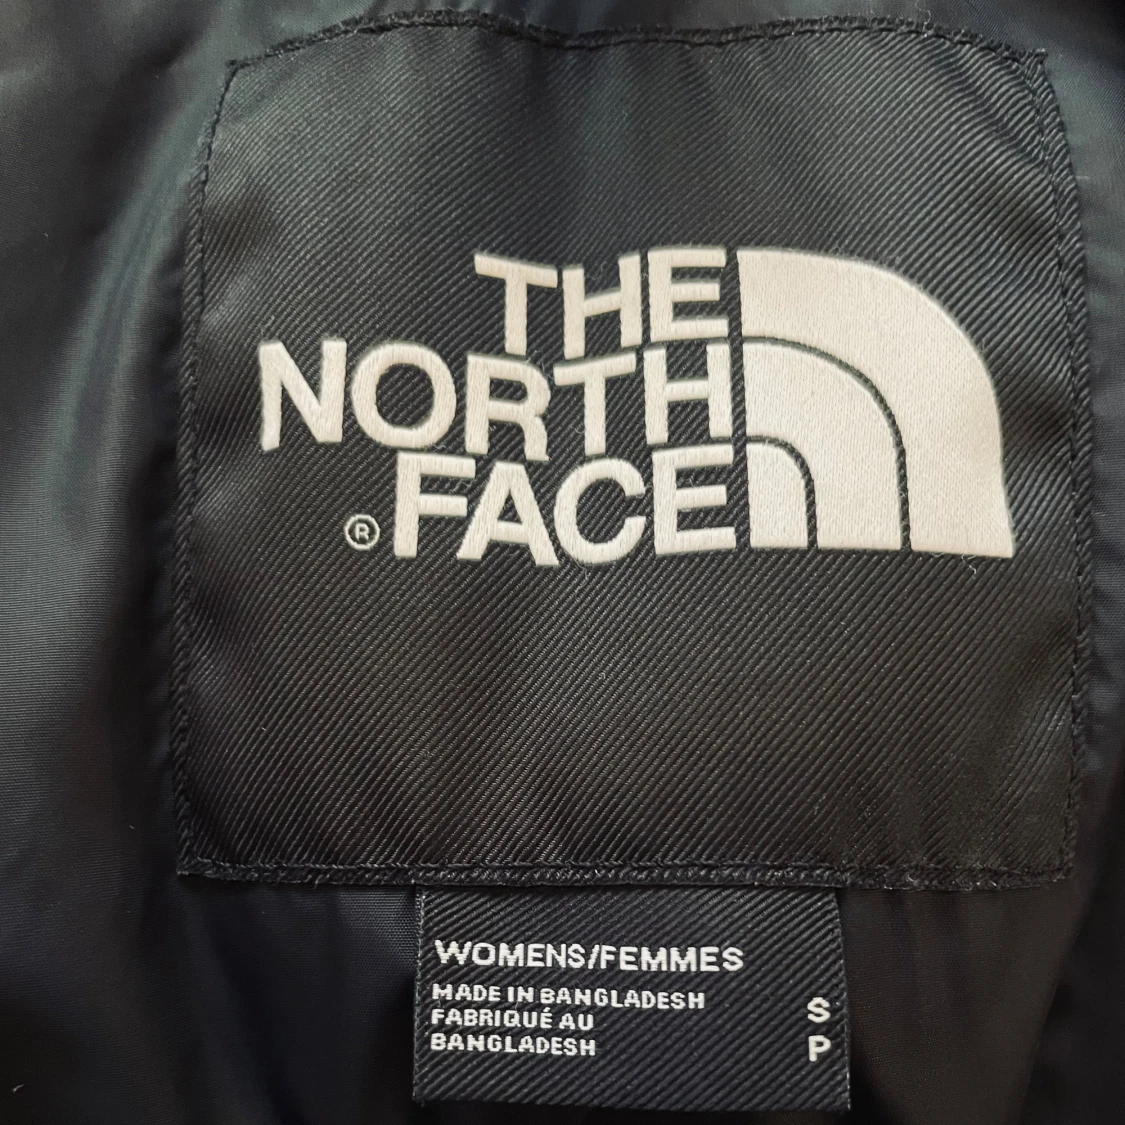 THE
NORTH
® FACE
WOMENS/FEMMES
MADE IN BANGLADESH
FABRIQUÉ AU
BANGLADESH
S
P